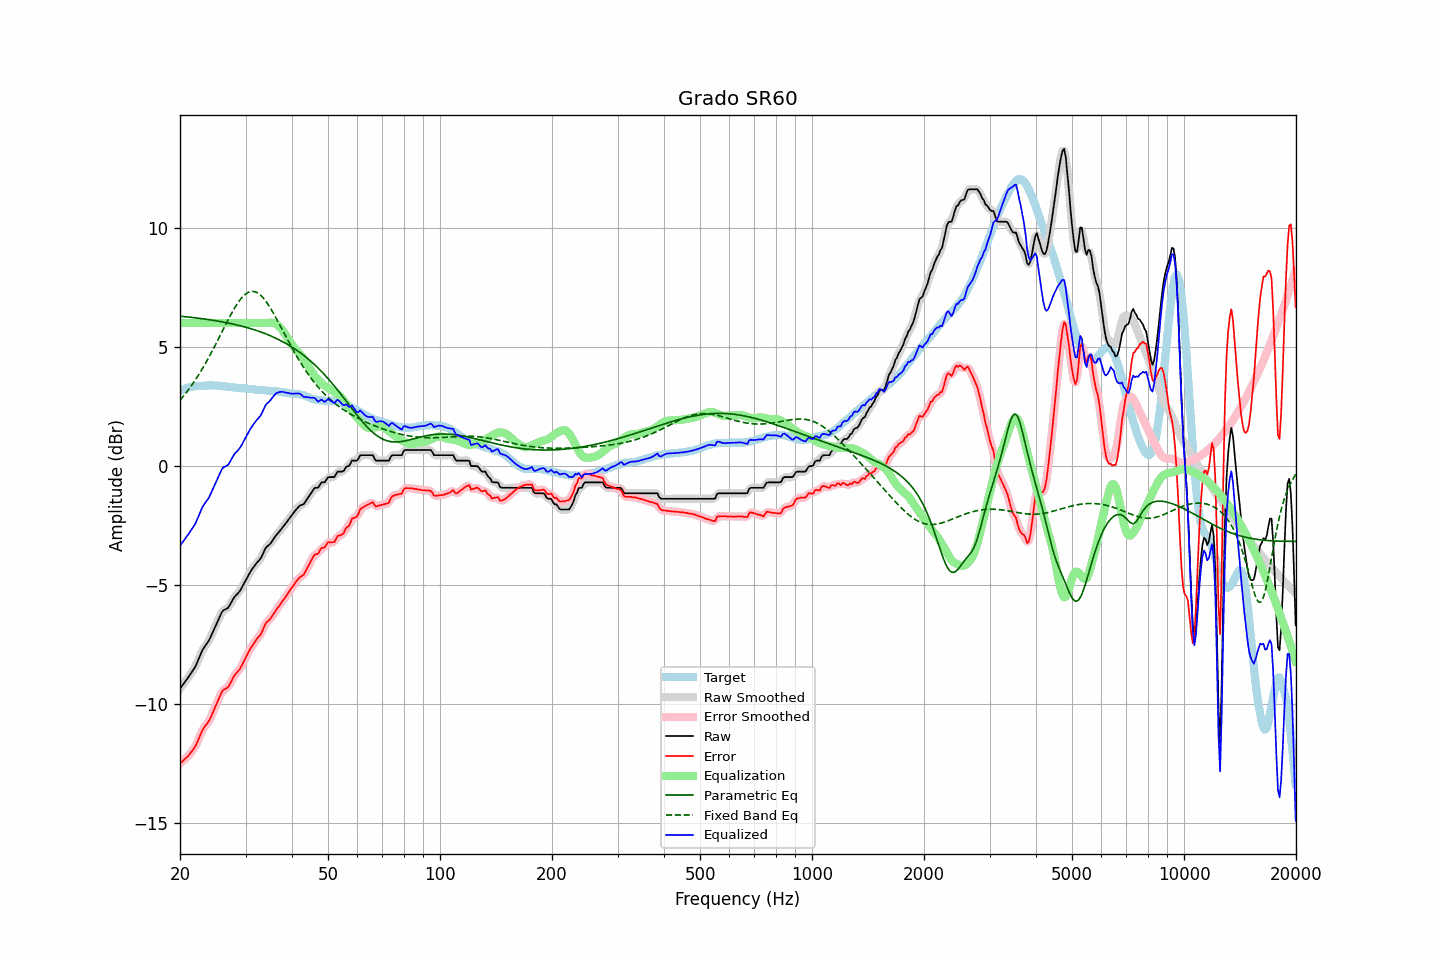 Grado SR60
Amplitude (dBr)
10
5
0
−5
−10
−15
Target
Raw Smoothed
Error Smoothed
Raw
Error
Equalization
Parametric Eq
Fixed Band Eq
Equalized
20 50 100 200 500 1000 2000 5000 10000 20000
Frequency (Hz)